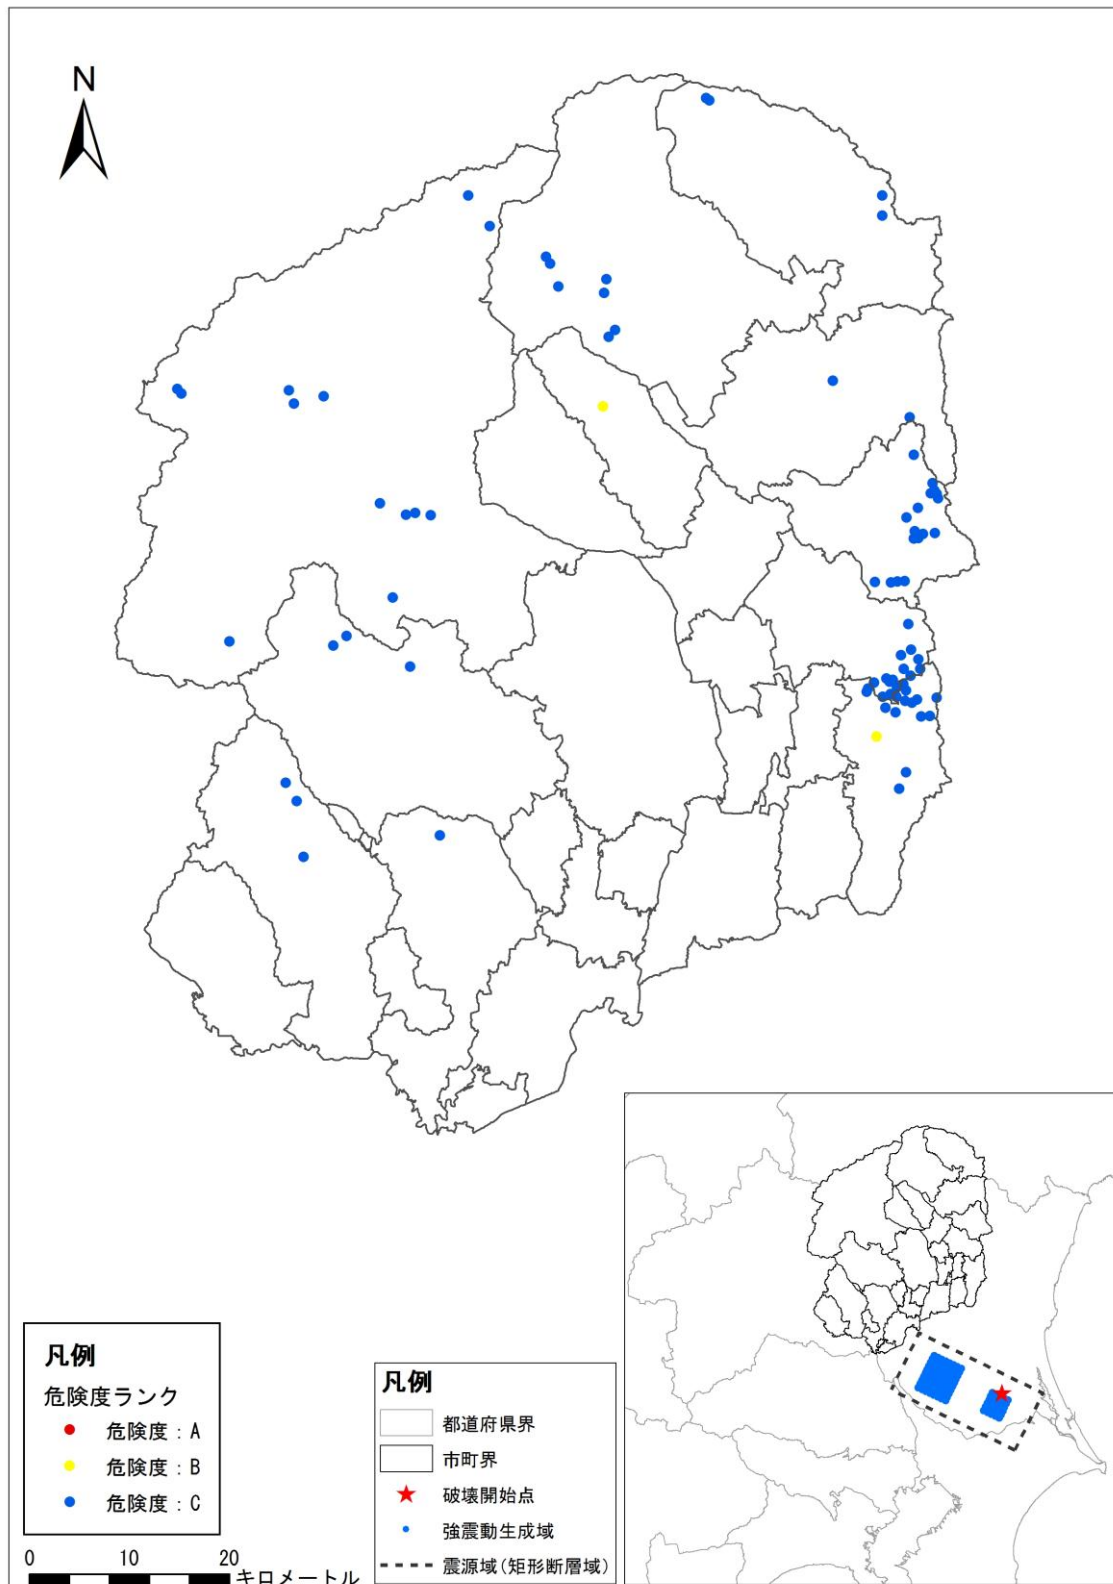 N
凡例
危険度ランク
危険度：A
危険度：B
危険度：C
0 10 20
キロメートル
凡例
都道府県界
市町界
破壊開始点
強震動生成域
震源域(矩形断層域)